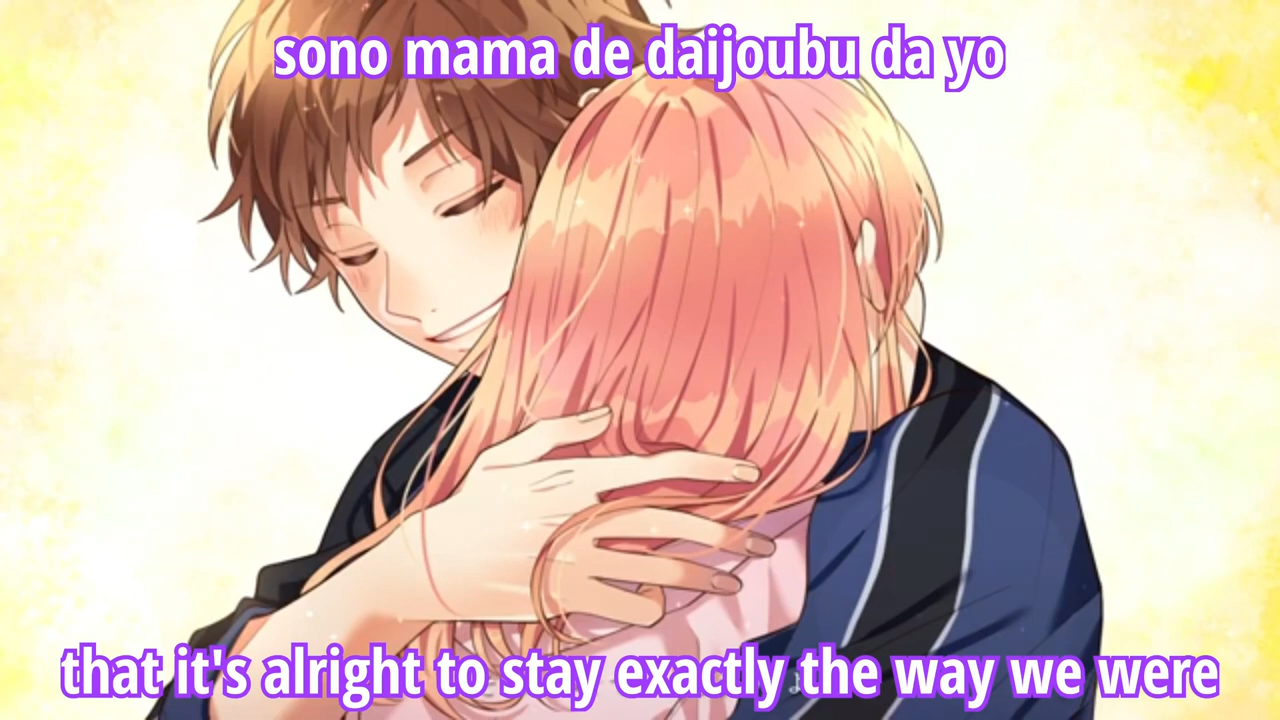 sono mama de daijoubu da yo
that it's alright to stay exactly the way we were